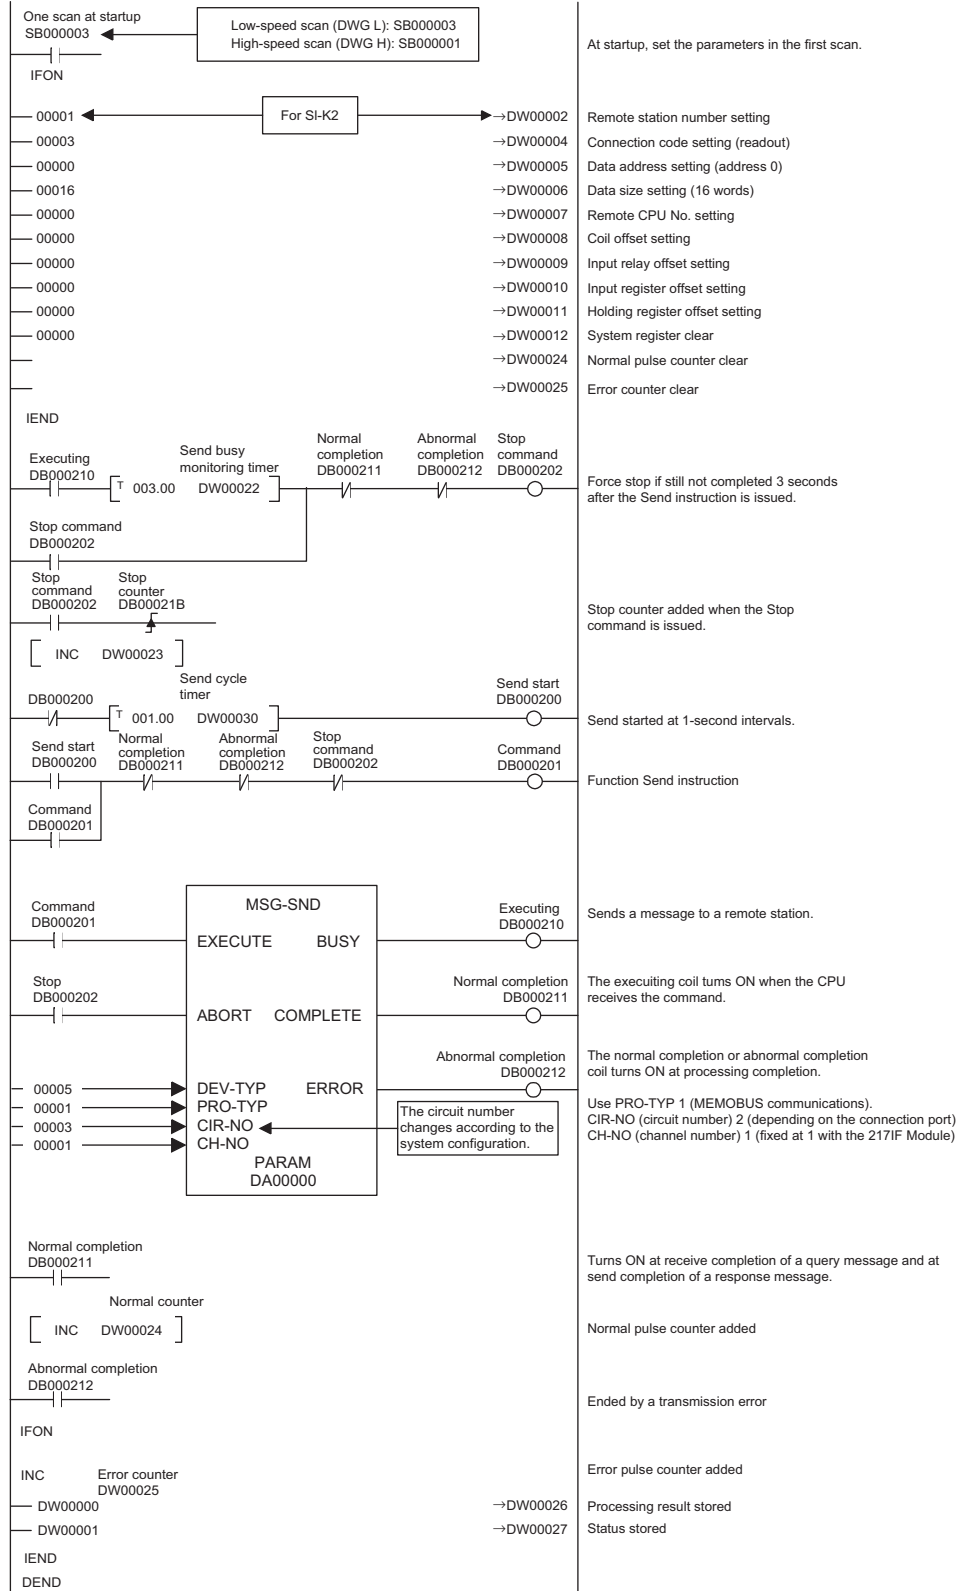 One scan at startup
SB000003
Low-speed scan (DWG L): SB000003
High-speed scan (DWG H): SB000001
At startup, set the parameters in the first scan.
IFON
00001
For SI-K2
→DW00002
Remote station number setting
00003
→DW00004
Connection code setting (readout)
00000
→DW00005
Data address setting (address 0)
00016
→DW00006
Data size setting (16 words)
00000
→DW00007
Remote CPU No. setting
00000
→DW00008
Coil offset setting
00000
→DW00009
Input relay offset setting
00000
→DW00010
Input register offset setting
00000
→DW00011
Holding register offset setting
00000
→DW00012
System register clear
→DW00024
Normal pulse counter clear
→DW00025
Error counter clear
IEND
Executing
DB000210
Send busy
monitoring timer
T 003.00 DW00022
Normal
completion
DB000211
Abnormal
completion
DB000212
Stop
command
DB000202
Force stop if still not completed 3 seconds
after the Send instruction is issued.
Stop command
DB000202
Stop
command
DB000202
Stop
counter
DB00021B
Stop counter added when the Stop
command is issued.
INC DW00023
DB000200
Send cycle
timer
T 001.00 DW00030
Send start
DB000200
Send started at 1-second intervals.
Send start
DB000200
Normal
completion
DB000211
Abnormal
completion
DB000212
Stop
command
DB000202
Command
DB000201
Function Send instruction
Command
DB000201
MSG-SND
Command
DB000201
EXECUTE BUSY
Executing
DB000210
Sends a message to a remote station.
Stop
DB000202
ABORT COMPLETE
Normal completion
DB000211
The execuiting coil tums ON when the CPU
receives the command.
00005
DEV-TYP ERROR
Abnormal completion
DB000212
The normal completion or abnormal completion
coil turns ON at processing completion.
00001
PRO-TYP
00003
CIR-NO
00001
CH-NO
The circuit number
changes according to the
system configuration.
Use PRO-TYP 1 (MEMOBUS communications).
CIR-NO (circuit number) 2 (depending on the connection port)
CH-NO (channel number) 1 (fixed at 1 with the 217IF Module)
PARAM
DA00000
Normal completion
DB000211
Turns ON at receive completion of a query message and at
send completion of a response message.
Normal counter
INC DW00024
Normal pulse counter added
Abnormal completion
DB000212
Ended by a transmission error
IFON
INC
Error counter
DW00025
Error pulse counter added
DW00000
→DW00026
Processing result stored
DW00001
→DW00027
Status stored
IEND
DEND